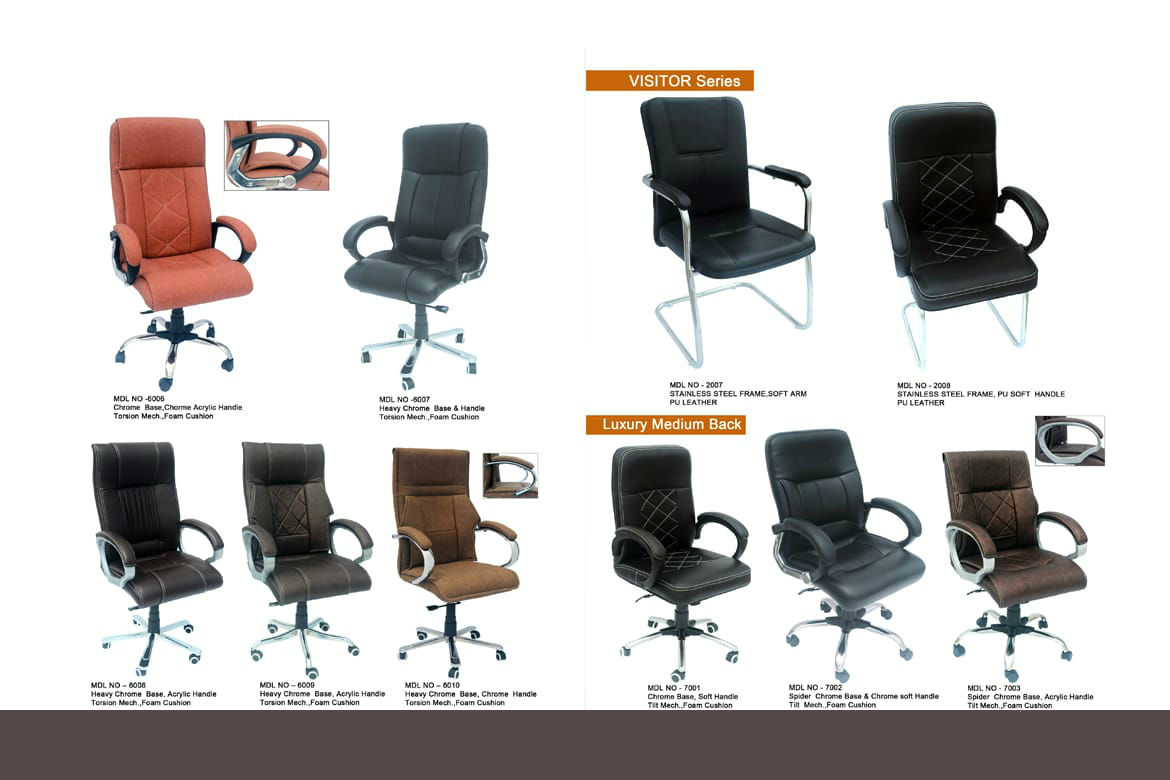 MDL NO -6006
Chrome Base,Chorme Acrylic Handle
Torsion Mech.,Foam Cushion
MDL NO -6007
Heavy Chrome Base & Handle
Torsion Mech.,Foam Cushion
MDL NO – 6008
Heavy Chrome Base, Acrylic Handle
Torsion Mech.,Foam Cushion
MDL NO – 6009
Heavy Chrome Base, Acrylic Handle
Torsion Mech.,Foam Cushion
MDL NO – 6010
Heavy Chrome Base, Chrome Handle
Torsion Mech.,Foam Cushion
VISITOR Series
MDL NO - 2007
STAINLESS STEEL FRAME,SOFT ARM
PU LEATHER
MDL NO - 2008
STAINLESS STEEL FRAME, PU SOFT HANDLE
PU LEATHER
Luxury Medium Back
MDL NO - 7001
Chrome Base, Soft Handle
Tilt Mech.,Foam Cushion
MDL NO - 7002
Spider Chrome Base & Chrome soft Handle
Tilt Mech.,Foam Cushion
MDL NO - 7003
Spider Chrome Base, Acrylic Handle
Tilt Mech.,Foam Cushion